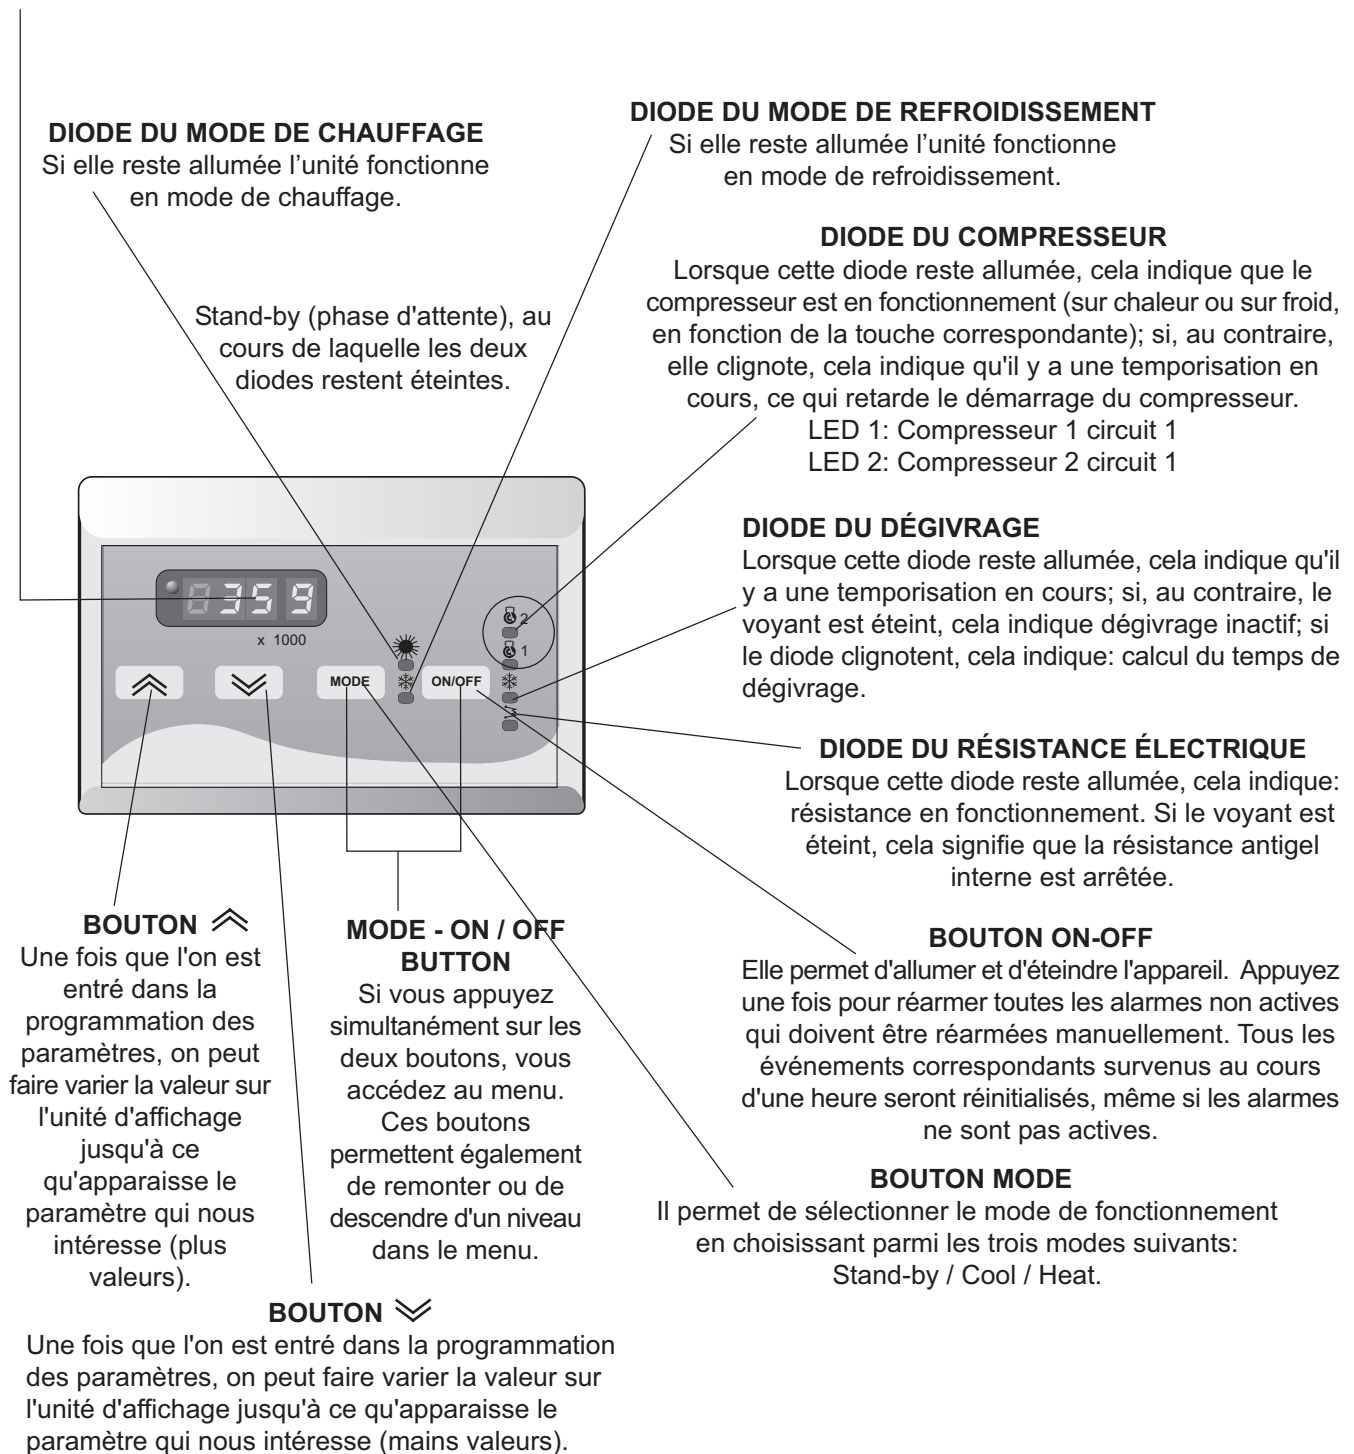 DIODE DU MODE DE CHAUFFAGE
Si elle reste allumée l'unité fonctionne
en mode de chauffage.
DIODE DU MODE DE REFROIDISSEMENT
Si elle reste allumée l'unité fonctionne
en mode de refroidissement.
Stand-by (phase d'attente), au
cours de laquelle les deux
diodes restent éteintes.
DIODE DU COMPRESSEUR
Lorsque cette diode reste allumée, cela indique que le
compresseur est en fonctionnement (sur chaleur ou sur froid,
en fonction de la touche correspondante); si, au contraire,
elle clignote, cela indique qu'il y a une temporisation en
cours, ce qui retarde le démarrage du compresseur.
LED 1: Compresseur 1 circuit 1
LED 2: Compresseur 2 circuit 1
DIODE DU DÉGIVRAGE
Lorsque cette diode reste allumée, cela indique qu'il
y a une temporisation en cours; si, au contraire, le
voyant est éteint, cela indique dégivrage inactif; si
le diode clignotent, cela indique: calcul du temps de
dégivrage.
359
x 1000
2
1
MODE
ON/OFF
DIODE DU RÉSISTANCE ÉLECTRIQUE
Lorsque cette diode reste allumée, cela indique:
résistance en fonctionnement. Si le voyant est
éteint, cela signifie que la résistance antigel
interne est arrêtée.
BOUTON
Une fois que l'on est
entré dans la
programmation des
paramètres, on peut
faire varier la valeur sur
l'unité d'affichage
jusqu'à ce
qu'apparaisse le
paramètre qui nous
intéresse (plus
valeurs).
MODE - ON / OFF
BUTTON
Si vous appuyez
simultanément sur les
deux boutons, vous
accédez au menu.
Ces boutons
permettent également
de remonter ou de
descendre d'un niveau
dans le menu.
BOUTON ON-OFF
Elle permet d'allumer et d'éteindre l'appareil. Appuyez
une fois pour réarmer toutes les alarmes non actives
qui doivent être réarmées manuellement. Tous les
événements correspondants survenus au cours
d'une heure seront réinitialisés, même si les alarmes
ne sont pas actives.
BOUTON MODE
Il permet de sélectionner le mode de fonctionnement
en choisissant parmi les trois modes suivants:
Stand-by / Cool / Heat.
BOUTON
Une fois que l'on est entré dans la programmation
des paramètres, on peut faire varier la valeur sur
l'unité d'affichage jusqu'à ce qu'apparaisse le
paramètre qui nous intéresse (mains valeurs).